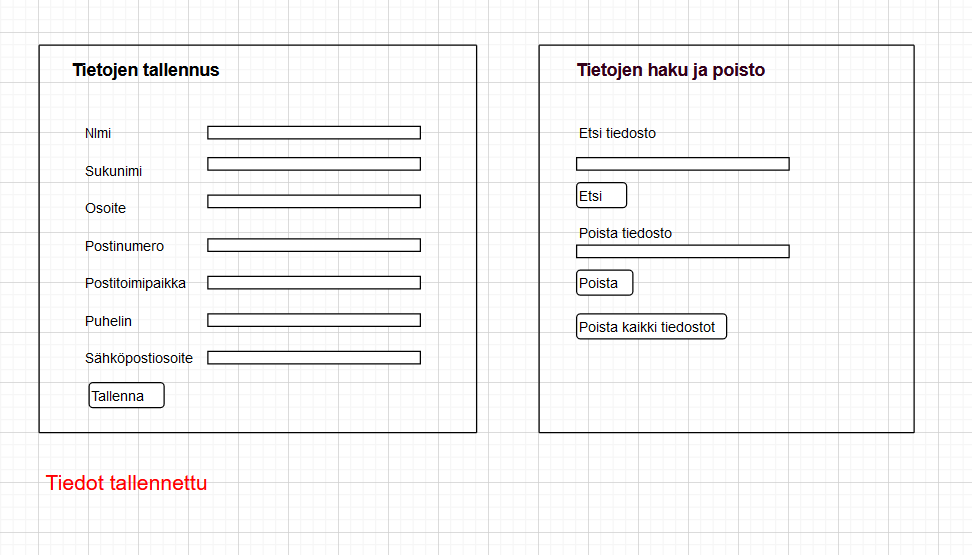 Tietojen tallennus
NImi
Sukunimi
Osoite
Postinumero
Postitoimipaikka
Puhelin
Sähköpostiosoite
Tallenna
Tietojen haku ja poisto
Etsi tiedosto
Etsi
Poista tiedosto
Poista
Poista kaikki tiedostot
Tiedot tallennettu